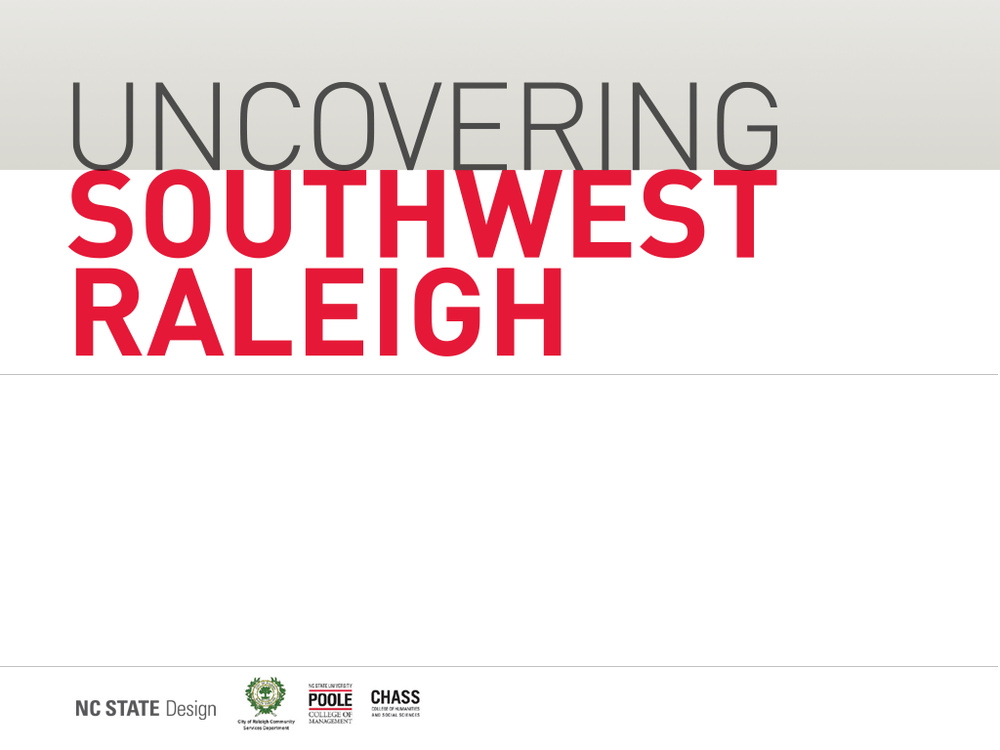 UNCOVERING
SOUTHWEST
RALEIGH
NC STATE Design
City of Raleigh Community
Services Department
NC STATE UNIVERSITY
POOLE
COLLEGE OF
MANAGEMENT
CHASS
COLLEGE OF HUMANITIES
AND SOCIAL SCIENCES